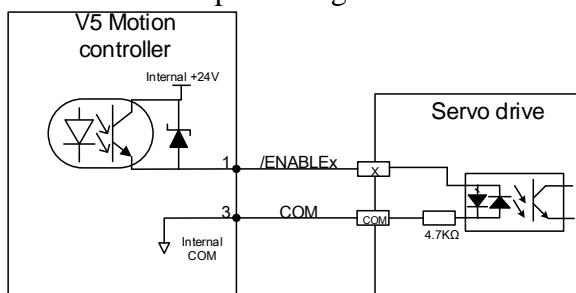 V5 Motion
controller
Internal +24V
Servo drive
1
/ENABLEx
X
3
COM
COM
Internal
COM
4.7KΩ